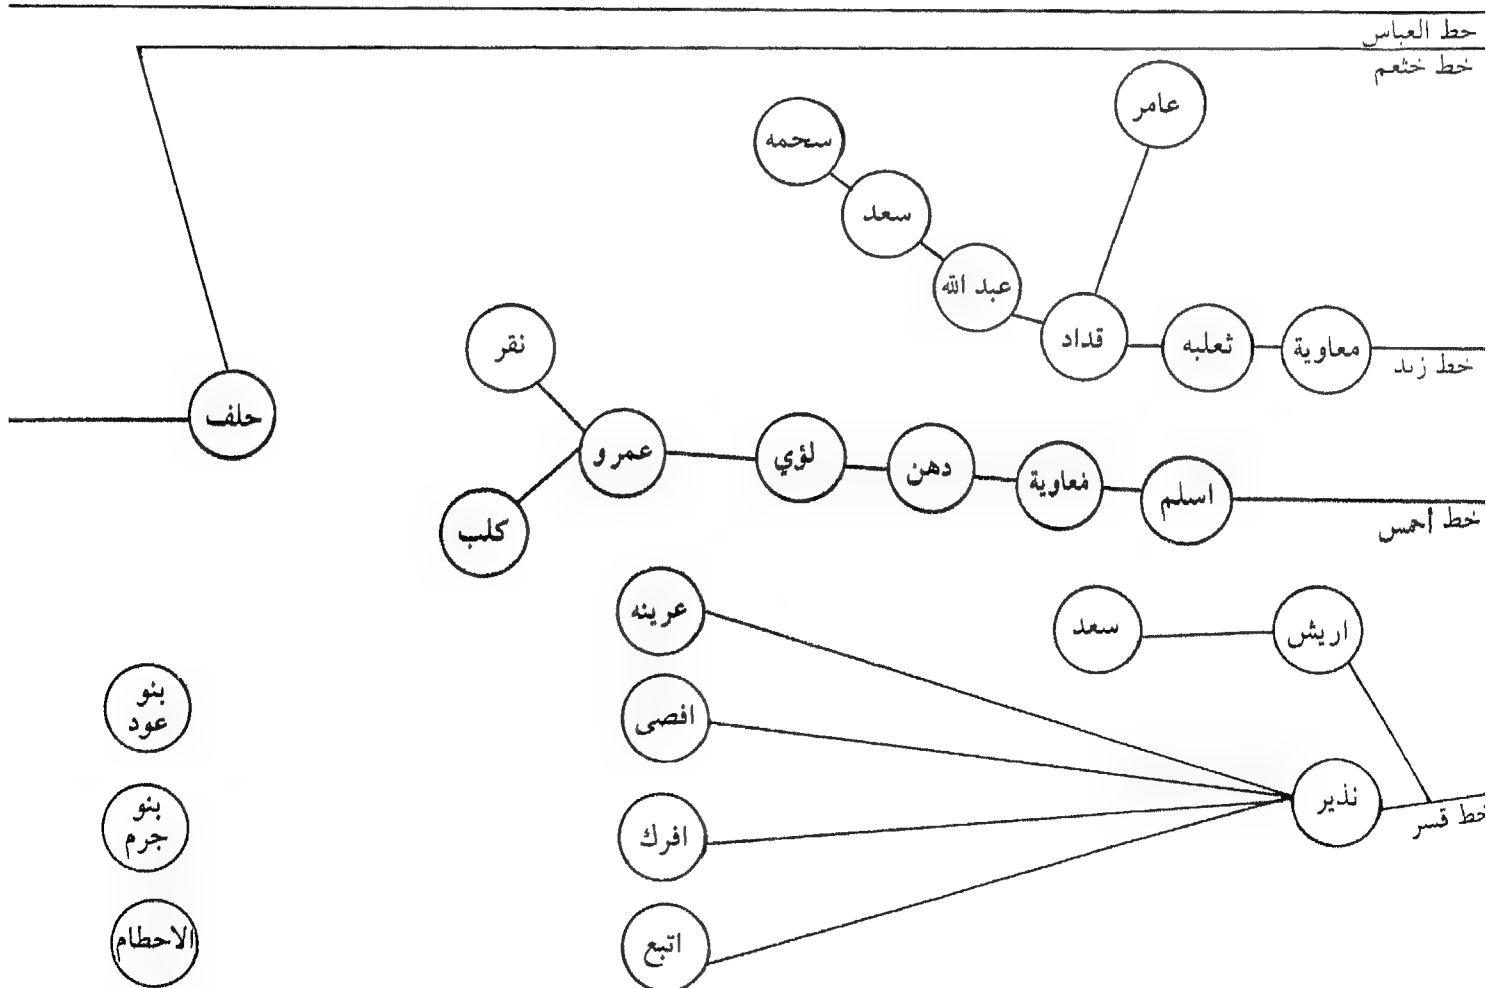 خط العباس
خط خثعم
عامر
سحمه
سعد
عبد الله
قداد
ثعلبه
معاوية
خط زيد
نقر
حلف
عمرو
لؤي
دهن
معاوية
اسلم
خط احمس
كلب
عرينه
سعد
اريش
بنو
عود
افصى
نذير
خط قسر
بنو
جرم
افرك
الاحطام
اتبع